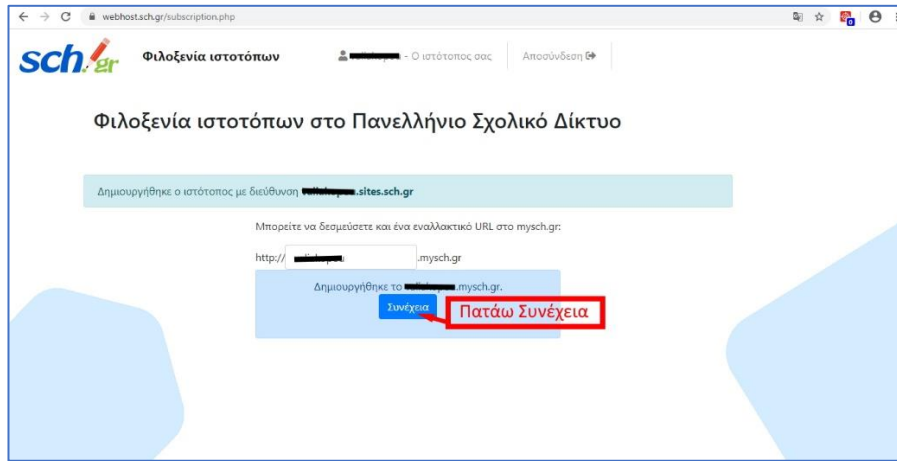 webhost.sch.gr/subscription.php
0
sch.gr
Φιλοξενία ιστοτόπων
- Ο ιστότοπος σας
Αποσύνδεση
Φιλοξενία ιστοτόπων στο Πανελλήνιο Σχολικό Δίκτυο
Δημιουργήθηκε ο ιστότοπος με διεύθυνση .sites.sch.gr
Μπορείτε να δεσμεύσετε και ένα εναλλακτικό URL στο mysch.gr:
http:// .mysch.gr
Δημιουργήθηκε το .mysch.gr.
Συνέχεια
Πατάω Συνέχεια